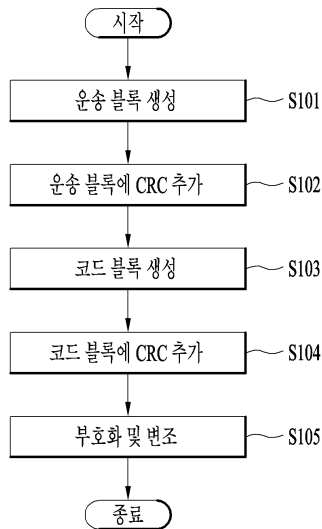 시작
운송 블록 생성 S101
운송 블록에 CRC 추가 S102
코드 블록 생성 S103
코드 블록에 CRC 추가 S104
부호화 및 변조 S105
종료